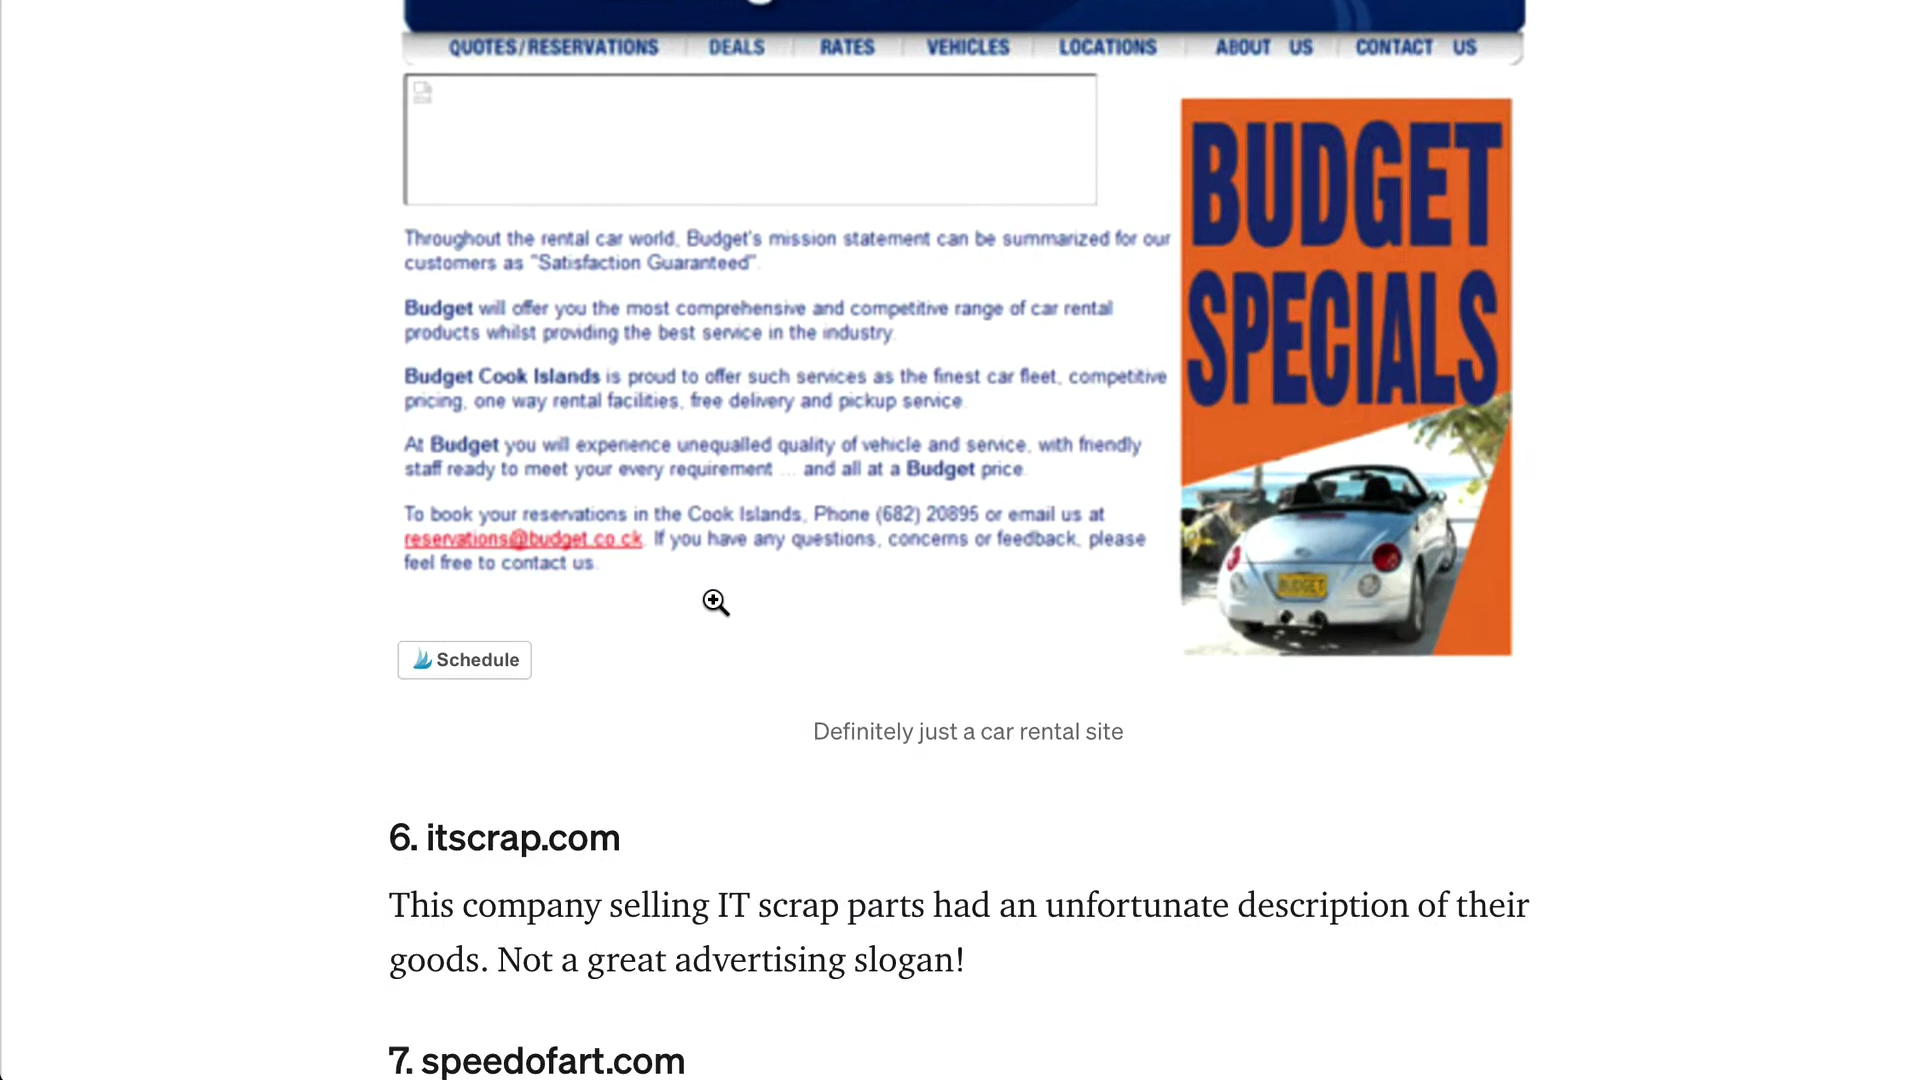 QUOTES/RESERVATIONS DEALS RATES VEHICLES LOCATIONS ABOUT US CONTACT US
Throughout the rental car world, Budget's mission statement can be summarized for our
customers as "Satisfaction Guaranteed".
Budget will offer you the most comprehensive and competitive range of car rental
products whilst providing the best service in the industry.
Budget Cook Islands is proud to offer such services as the finest car fleet, competitive
pricing, one way rental facilities, free delivery and pickup service.
At Budget you will experience unequalled quality of vehicle and service, with friendly
staff ready to meet your every requirement ... and all at a Budget price.
To book your reservations in the Cook Islands, Phone (682) 20895 or email us at
reservations@budget.co.ck. If you have any questions, concerns or feedback, please
feel free to contact us.
BUDGET
SPECIALS
BUDGET
Schedule
Definitely just a car rental site
6. itscrap.com
This company selling IT scrap parts had an unfortunate description of their
goods. Not a great advertising slogan!
7. speedofart.com